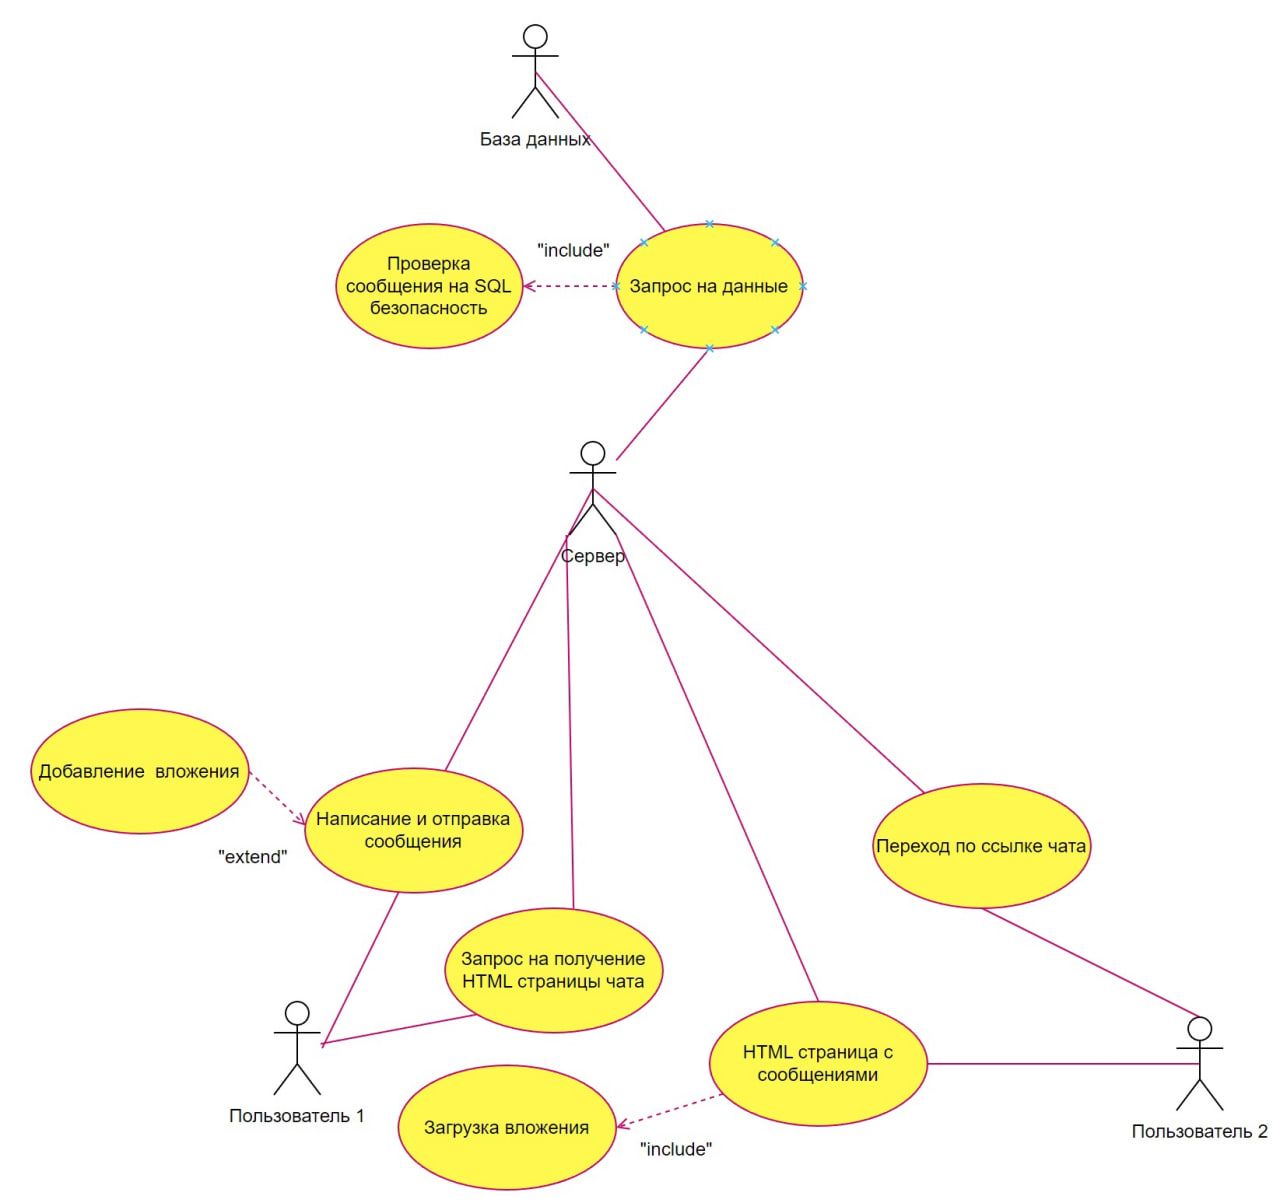 База данных
"include"
Проверка
сообщения на SQL
безопасность
Запрос на данные
Сервер
Добавление вложения
Написание и отправка
сообщения
"extend"
Переход по ссылке чата
Запрос на получение
HTML страницы чата
HTML страница с
сообщениями
Пользователь 1
Загрузка вложения
"include"
Пользователь 2